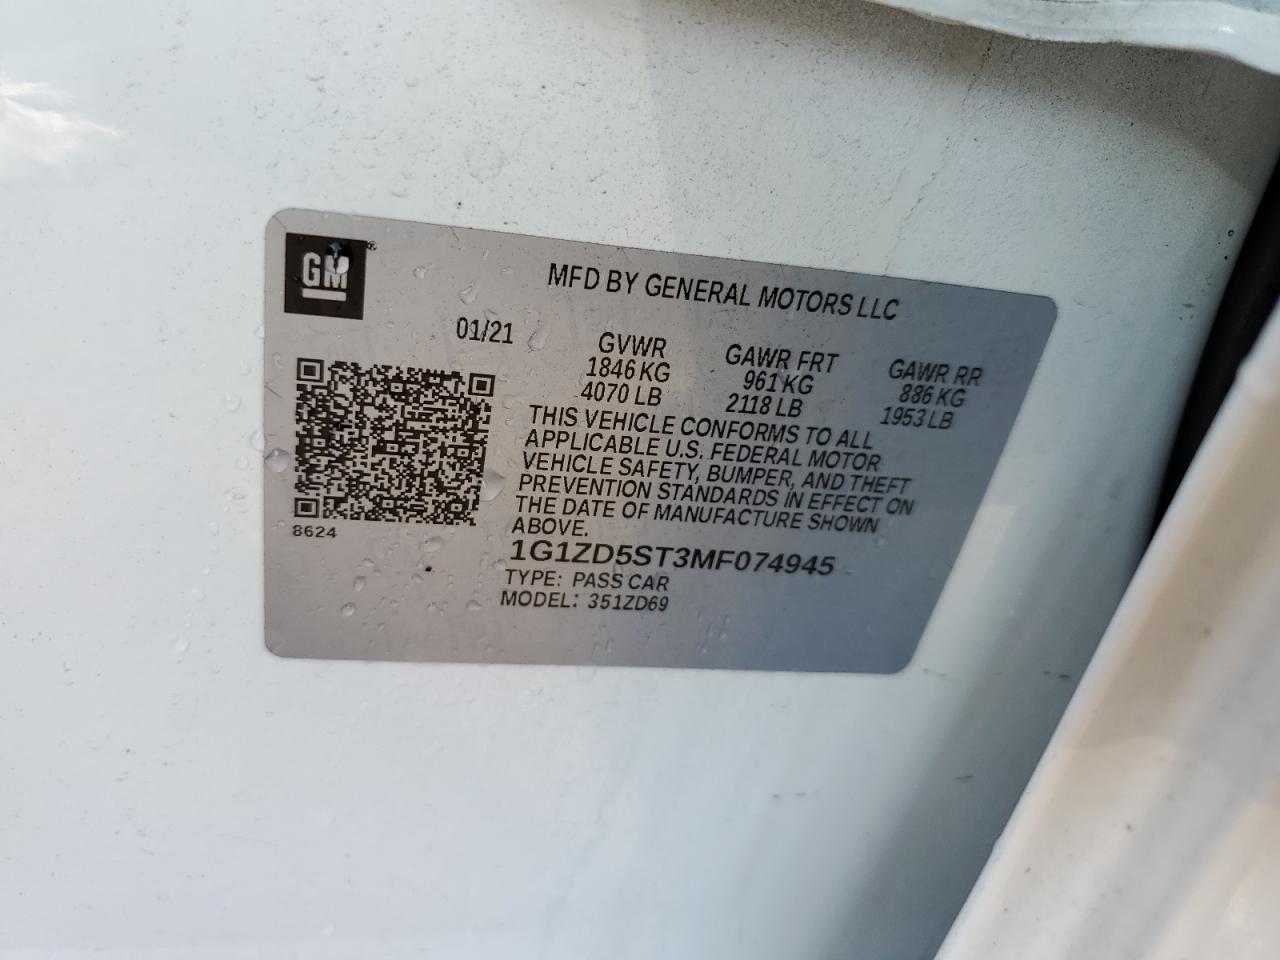 GM
MFD BY GENERAL MOTORS LLC
01/21
GVWR GAWR FRT GAWR RR
1846 KG 961 KG 886 KG
4070 LB 2118 LB 1953 LB
THIS VEHICLE CONFORMS TO ALL
APPLICABLE U.S. FEDERAL MOTOR
VEHICLE SAFETY, BUMPER, AND THEFT
PREVENTION STANDARDS IN EFFECT ON
THE DATE OF MANUFACTURE SHOWN
ABOVE.
8624
1G1ZD5ST3MF074945
TYPE: PASS CAR
MODEL: 351ZD69